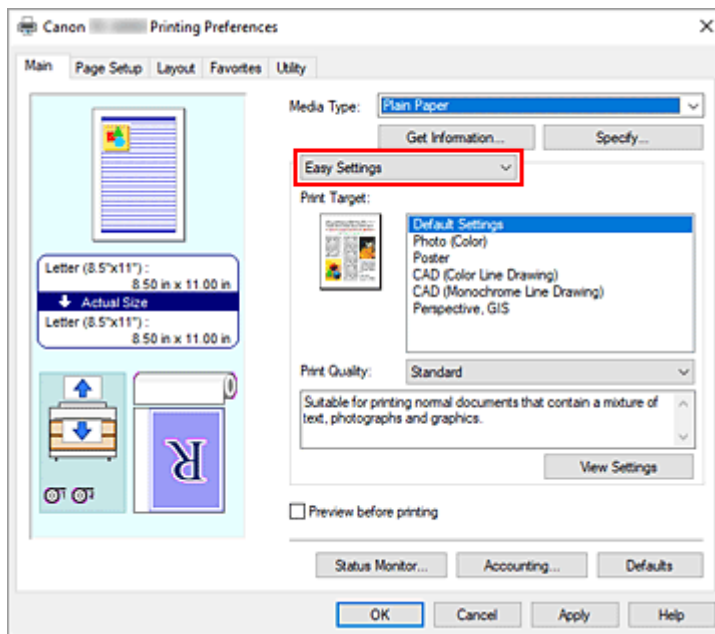 Canon Printing Preferences
Main Page Setup Layout Favorites Utility
Media Type: Plain Paper
Get Information... Specify...
Easy Settings
Print Target:
Default Settings
Photo (Color)
Poster
CAD (Color Line Drawing)
CAD (Monochrome Line Drawing)
Perspective, GIS
Letter (8.5"x11") :
8.50 in x 11.00 in
Actual Size
Letter (8.5"x11") :
8.50 in x 11.00 in
Print Quality: Standard
Suitable for printing normal documents that contain a mixture of
text, photographs and graphics.
R
View Settings
Preview before printing
Status Monitor... Accounting... Defaults
OK Cancel Apply Help